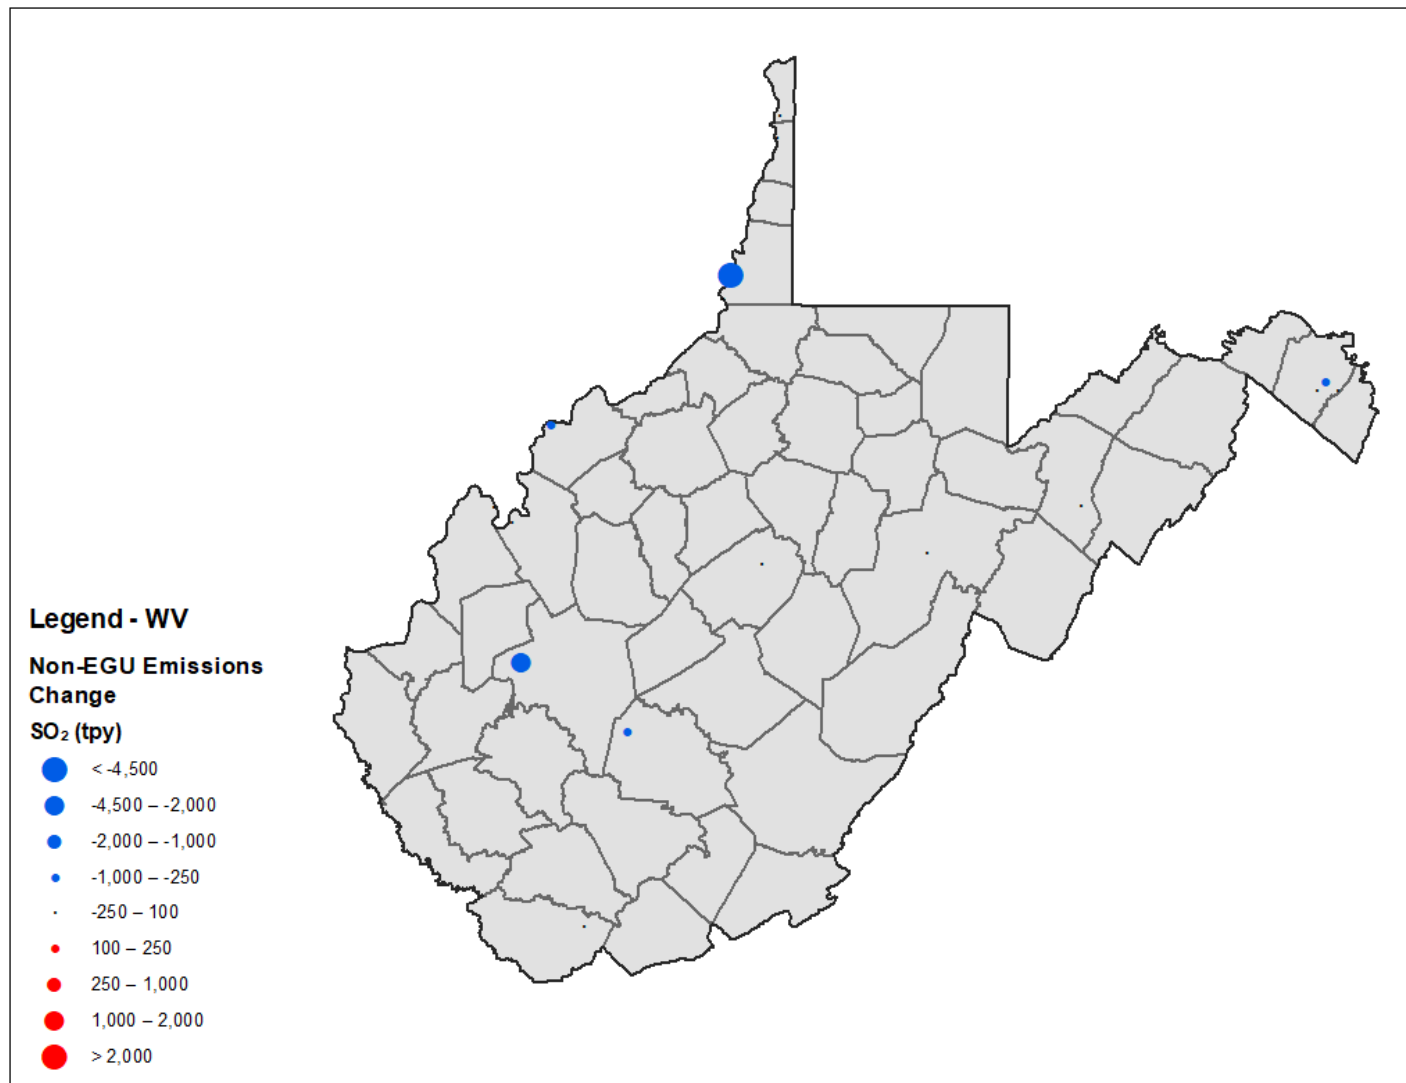 Legend - WV
Non-EGU Emissions
Change
SO₂ (tpy)
< -4,500
-4,500 – -2,000
-2,000 – -1,000
-1,000 – -250
-250 – 100
100 – 250
250 – 1,000
1,000 – 2,000
> 2,000